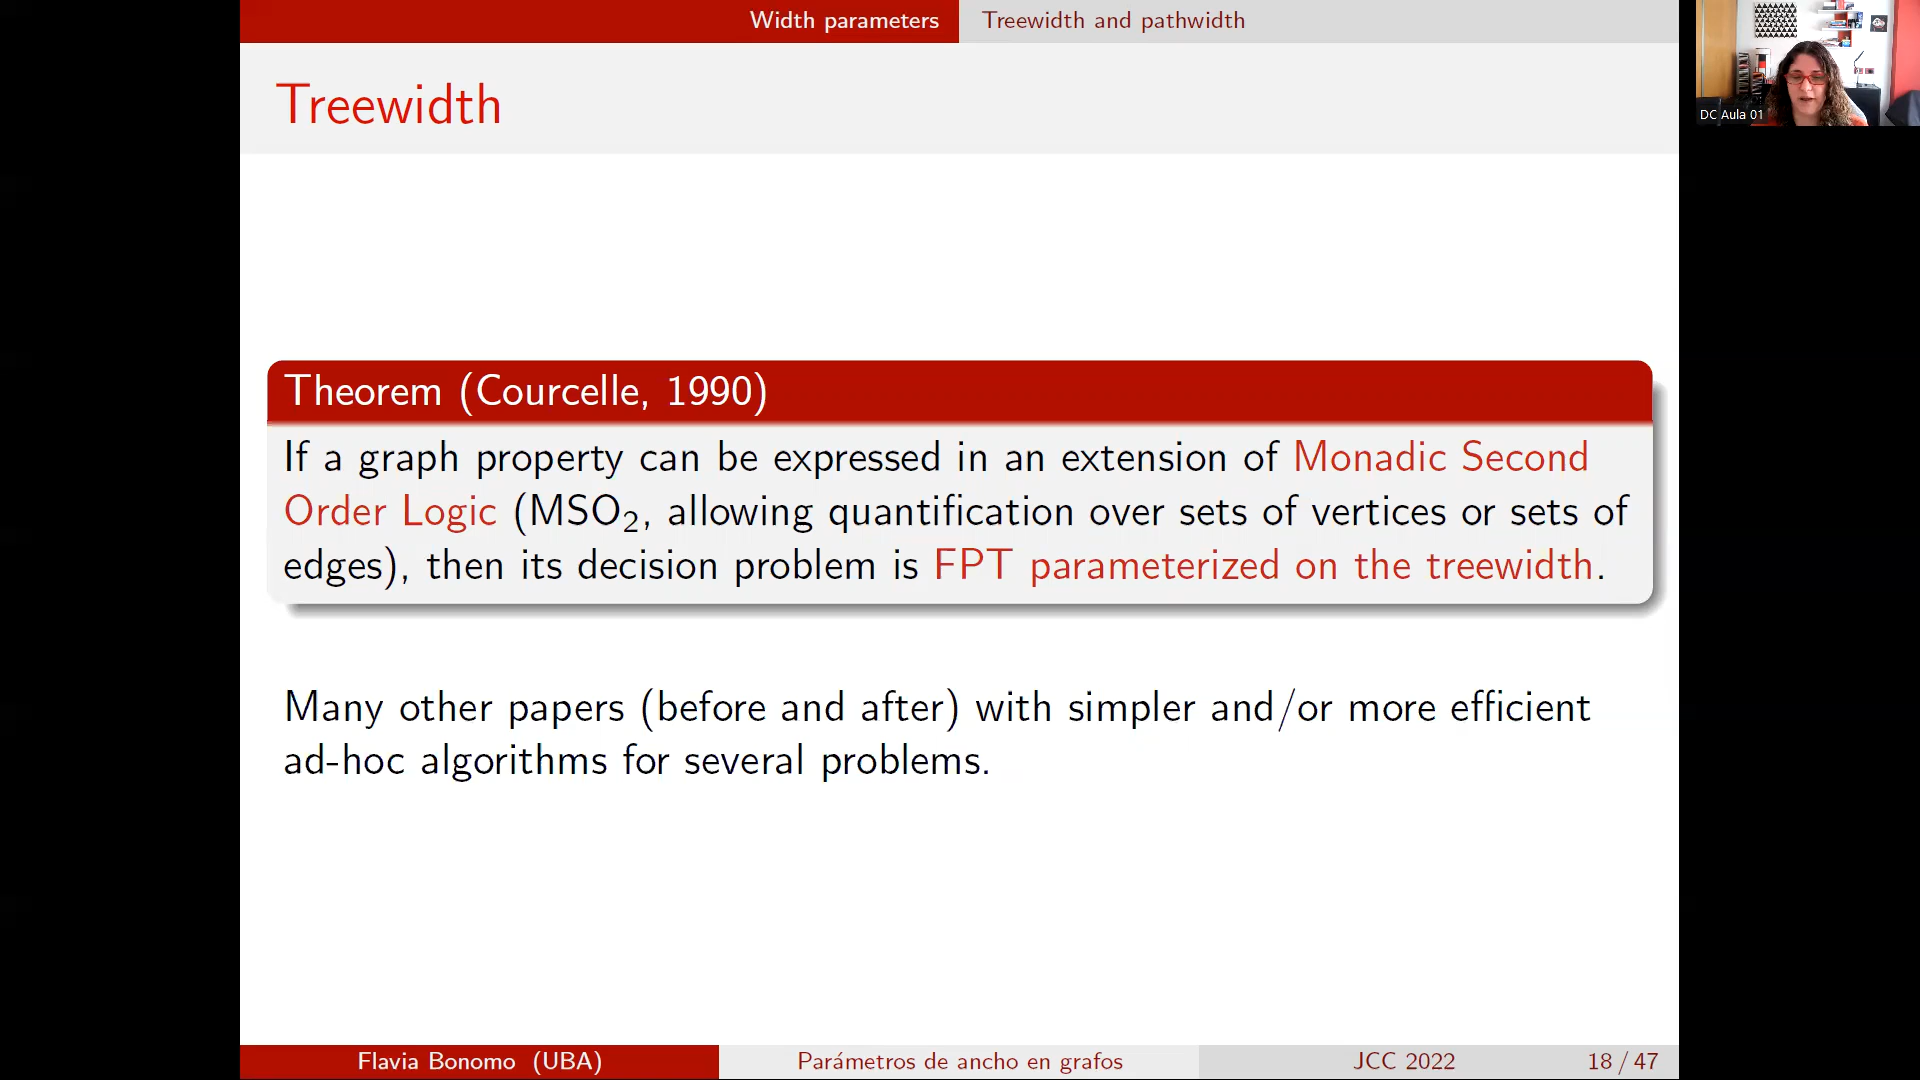 Width parameters
Treewidth and pathwidth
Treewidth
DC Aula 01
Theorem (Courcelle, 1990)
If a graph property can be expressed in an extension of Monadic Second
Order Logic (MSO₂, allowing quantification over sets of vertices or sets of
edges), then its decision problem is FPT parameterized on the treewidth.
Many other papers (before and after) with simpler and/or more efficient
ad-hoc algorithms for several problems.
Flavia Bonomo (UBA)
Parámetros de ancho en grafos
JCC 2022
18 / 47